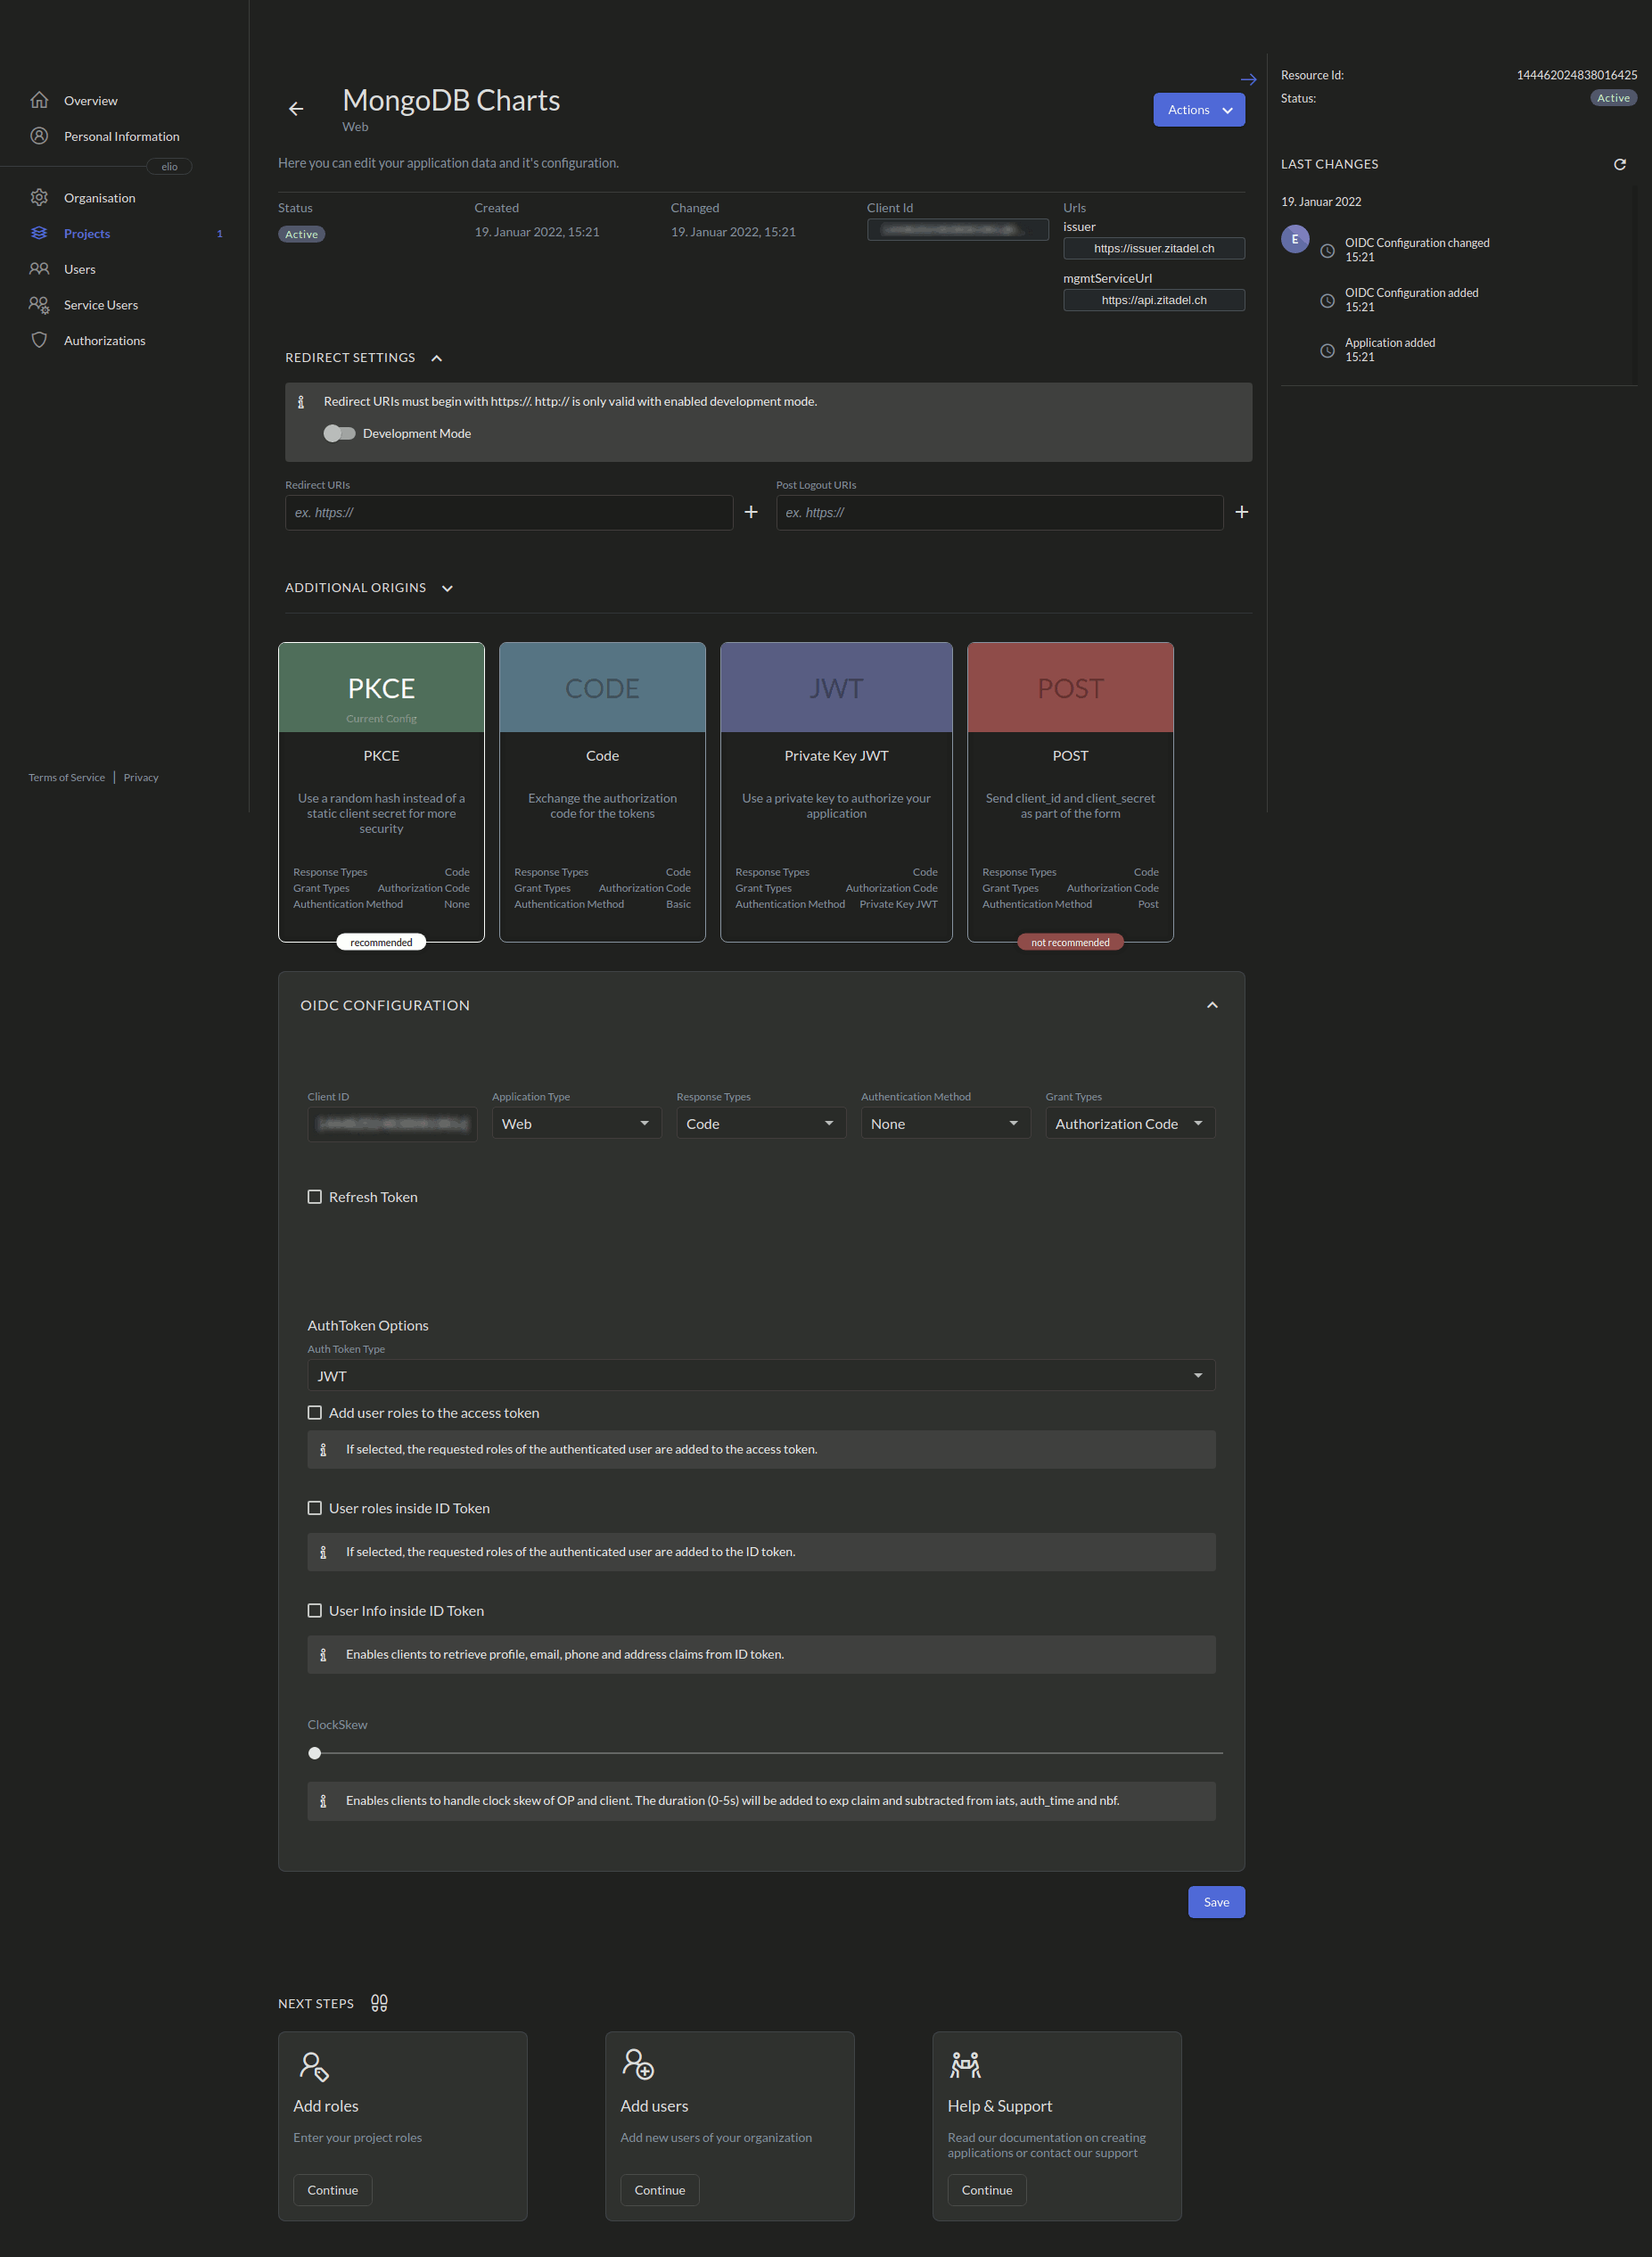 Overview
Personal Information
elio
Organisation
Projects 1
Users
Service Users
Authorizations
Terms of Service | Privacy
MongoDB Charts
Web
Actions
Here you can edit your application data and it's configuration.
Status
Active
Created
19. Januar 2022, 15:21
Changed
19. Januar 2022, 15:21
Client Id
Urls
issuer
https://issuer.zitadel.ch
mgmtServiceUrl
https://api.zitadel.ch
REDIRECT SETTINGS
Redirect URIs must begin with https://. http:// is only valid with enabled development mode.
Development Mode
Redirect URIs
ex. https://
Post Logout URIs
ex. https://
ADDITIONAL ORIGINS
PKCE
Current Config
PKCE
Use a random hash instead of a
static client secret for more
security
Response Types Code
Grant Types Authorization Code
Authentication Method None
recommended
CODE
Code
Exchange the authorization
code for the tokens
Response Types Code
Grant Types Authorization Code
Authentication Method Basic
JWT
Private Key JWT
Use a private key to authorize your
application
Response Types Code
Grant Types Authorization Code
Authentication Method Private Key JWT
POST
POST
Send client_id and client_secret
as part of the form
Response Types Code
Grant Types Authorization Code
Authentication Method Post
not recommended
OIDC CONFIGURATION
Client ID
Application Type
Web
Response Types
Code
Authentication Method
None
Grant Types
Authorization Code
Refresh Token
AuthToken Options
Auth Token Type
JWT
Add user roles to the access token
If selected, the requested roles of the authenticated user are added to the access token.
User roles inside ID Token
If selected, the requested roles of the authenticated user are added to the ID token.
User Info inside ID Token
Enables clients to retrieve profile, email, phone and address claims from ID token.
ClockSkew
Enables clients to handle clock skew of OP and client. The duration (0-5s) will be added to exp claim and subtracted from iats, auth_time and nbf.
Save
NEXT STEPS
Add roles
Enter your project roles
Continue
Add users
Add new users of your organization
Continue
Help & Support
Read our documentation on creating
applications or contact our support
Continue
Resource Id: 144462024838016425
Status: Active
LAST CHANGES
19. Januar 2022
E
OIDC Configuration changed
15:21
OIDC Configuration added
15:21
Application added
15:21